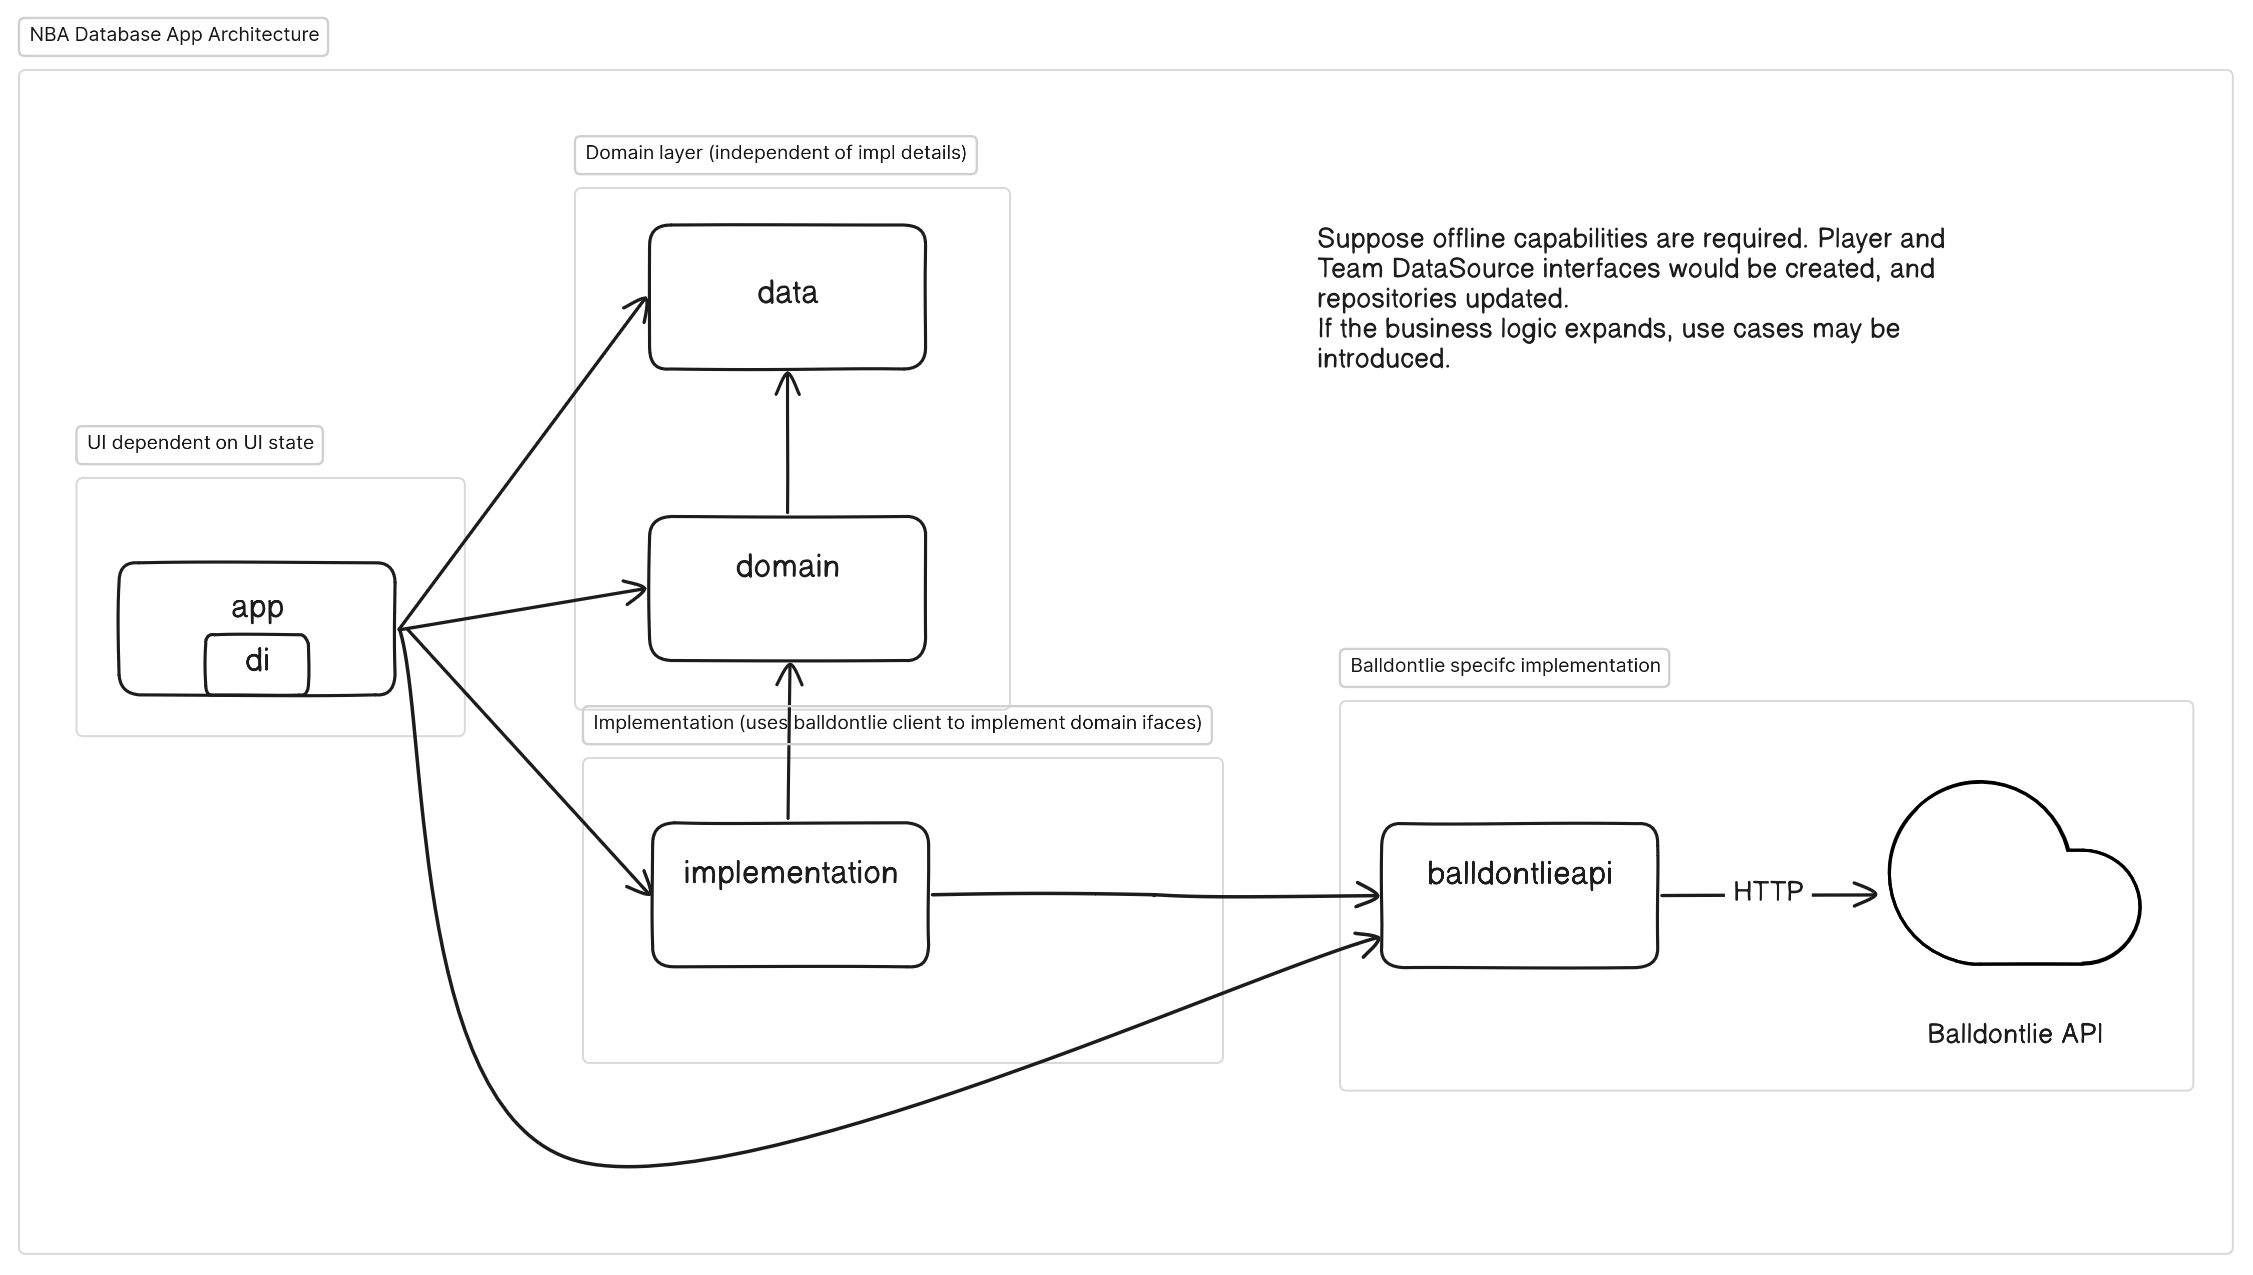 NBA Database App Architecture
Domain layer (independent of impl details)
data
Suppose offline capabilities are required. Player and
Team DataSource interfaces would be created, and
repositories updated.
If the business logic expands, use cases may be
introduced.
UI dependent on UI state
app
di
domain
Implementation (uses balldontlie client to implement domain ifaces)
implementation
Balldontlie specifc implementation
balldontlieapi
HTTP
Balldontlie API